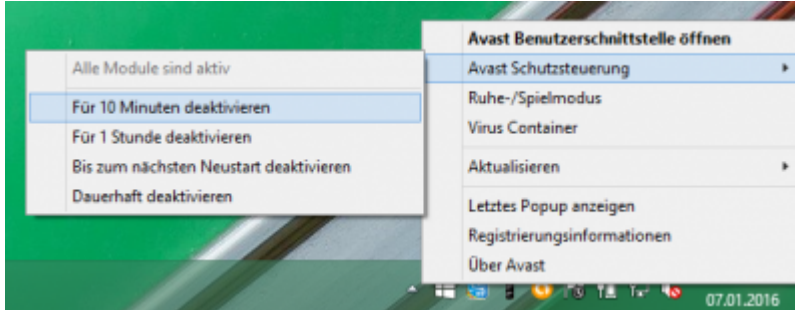 Avast Benutzerschnittstelle öffnen
Avast Schutzsteuerung
Ruhe-/Spielmodus
Virus Container
Aktualisieren
Letztes Popup anzeigen
Registrierungsinformationen
Über Avast
Alle Module sind aktiv
Für 10 Minuten deaktivieren
Für 1 Stunde deaktivieren
Bis zum nächsten Neustart deaktivieren
Dauerhaft deaktivieren
07.01.2016